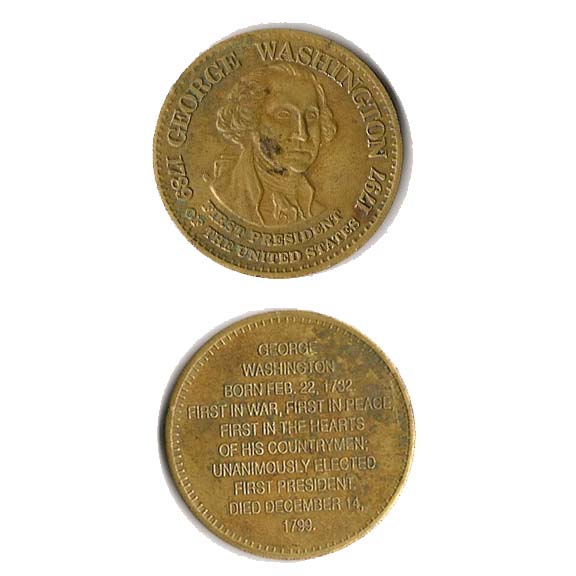 1789 GEORGE WASHINGTON 1797
FIRST PRESIDENT
OF THE UNITED STATES
GEORGE
WASHINGTON
BORN FEB. 22, 1732.
FIRST IN WAR, FIRST IN PEACE
FIRST IN THE HEARTS
OF HIS COUNTRYMEN;
UNANIMOUSLY ELECTED
FIRST PRESIDENT.
DIED DECEMBER 14,
1799.